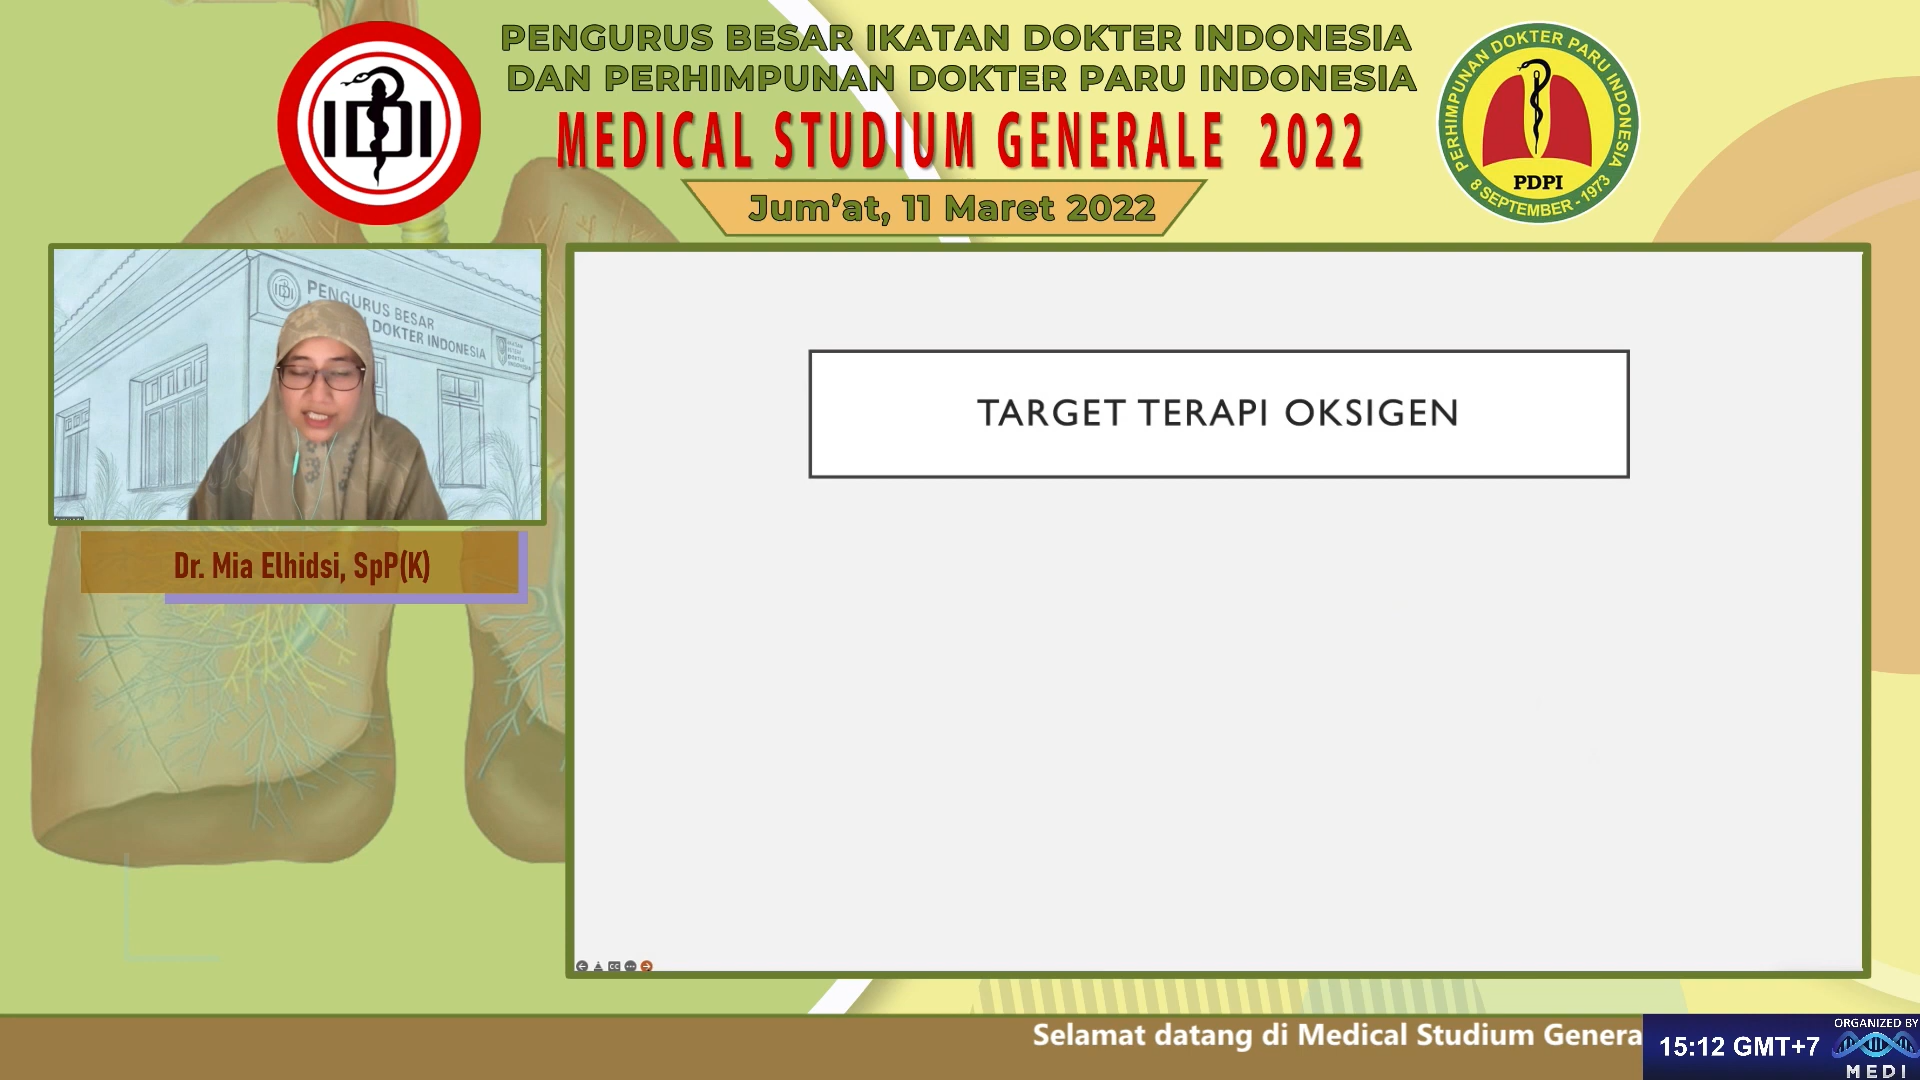 PENGURUS BESAR IKATAN DOKTER INDONESIA
DAN PERHIMPUNAN DOKTER PARU INDONESIA
MEDICAL STUDIUM GENERALE 2022
Jum'at, 11 Maret 2022
IDI
PERHIMPUNAN DOKTER PARU INDONESIA
PDPI
8 SEPTEMBER - 1973
PENGURUS BESAR
DOKTER INDONESIA
Dr. Mia Elhidsi, SpP(K)
TARGET TERAPI OKSIGEN
Selamat datang di Medical Studium Genera
15:12 GMT+7
ORGANIZED BY
MEDI